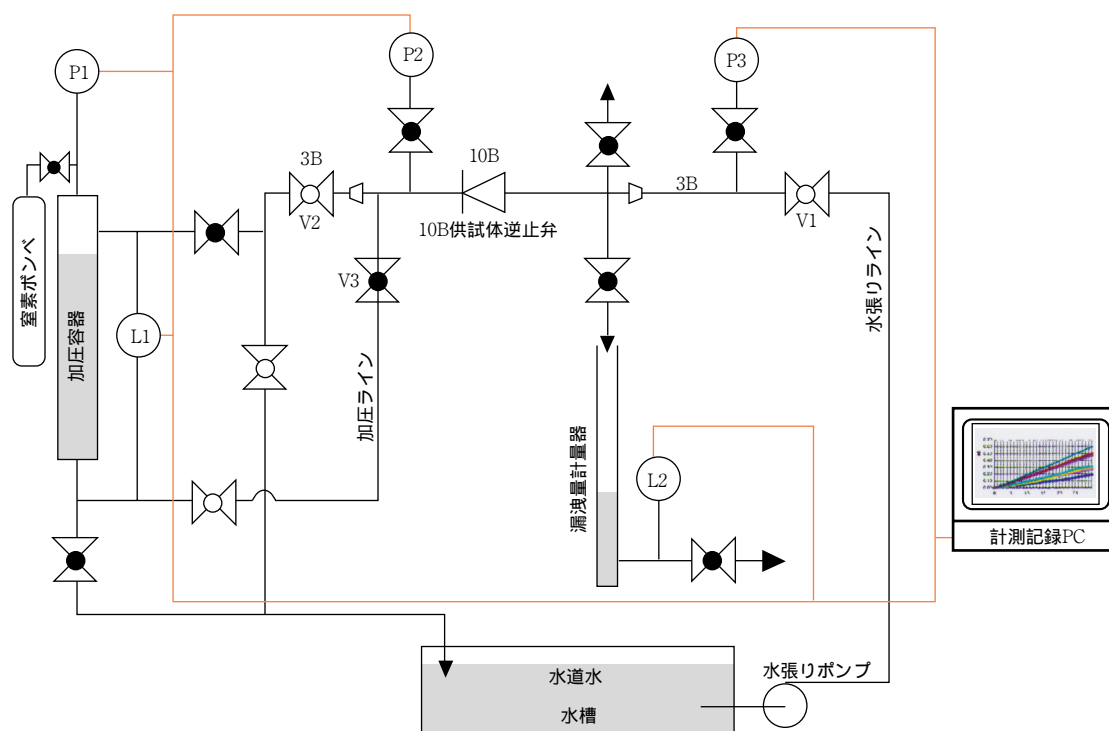 P1
P2
P3
3B
10B
V2
10B供試体逆止弁
3B
V1
窒素ボンベ
加圧容器
L1
V3
加圧ライン
水張りライン
漏洩量計量器
L2
計測記録PC
水張りポンプ
水道水
水槽